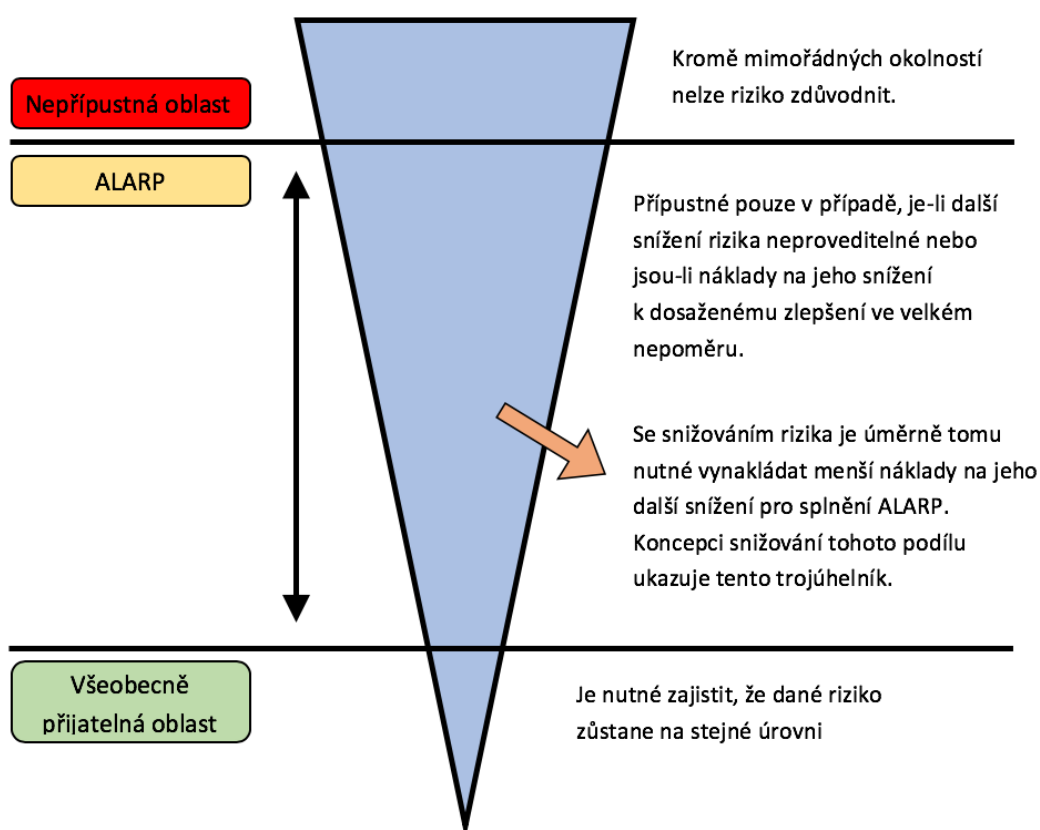 Kromě mimořádných okolností
nelze riziko zdůvodnit.
Nepřípustná oblast
ALARP
Přípustné pouze v případě, je-li další
snížení rizika neproveditelné nebo
jsou-li náklady na jeho snížení
k dosaženému zlepšení ve velkém
nepoměru.
Se snižováním rizika je úměrně tomu
nutné vynakládat menší náklady na jeho
další snížení pro splnění ALARP.
Koncepci snižování tohoto podílu
ukazuje tento trojúhelník.
Všeobecně
přijatelná oblast
Je nutné zajistit, že dané riziko
zůstane na stejné úrovni